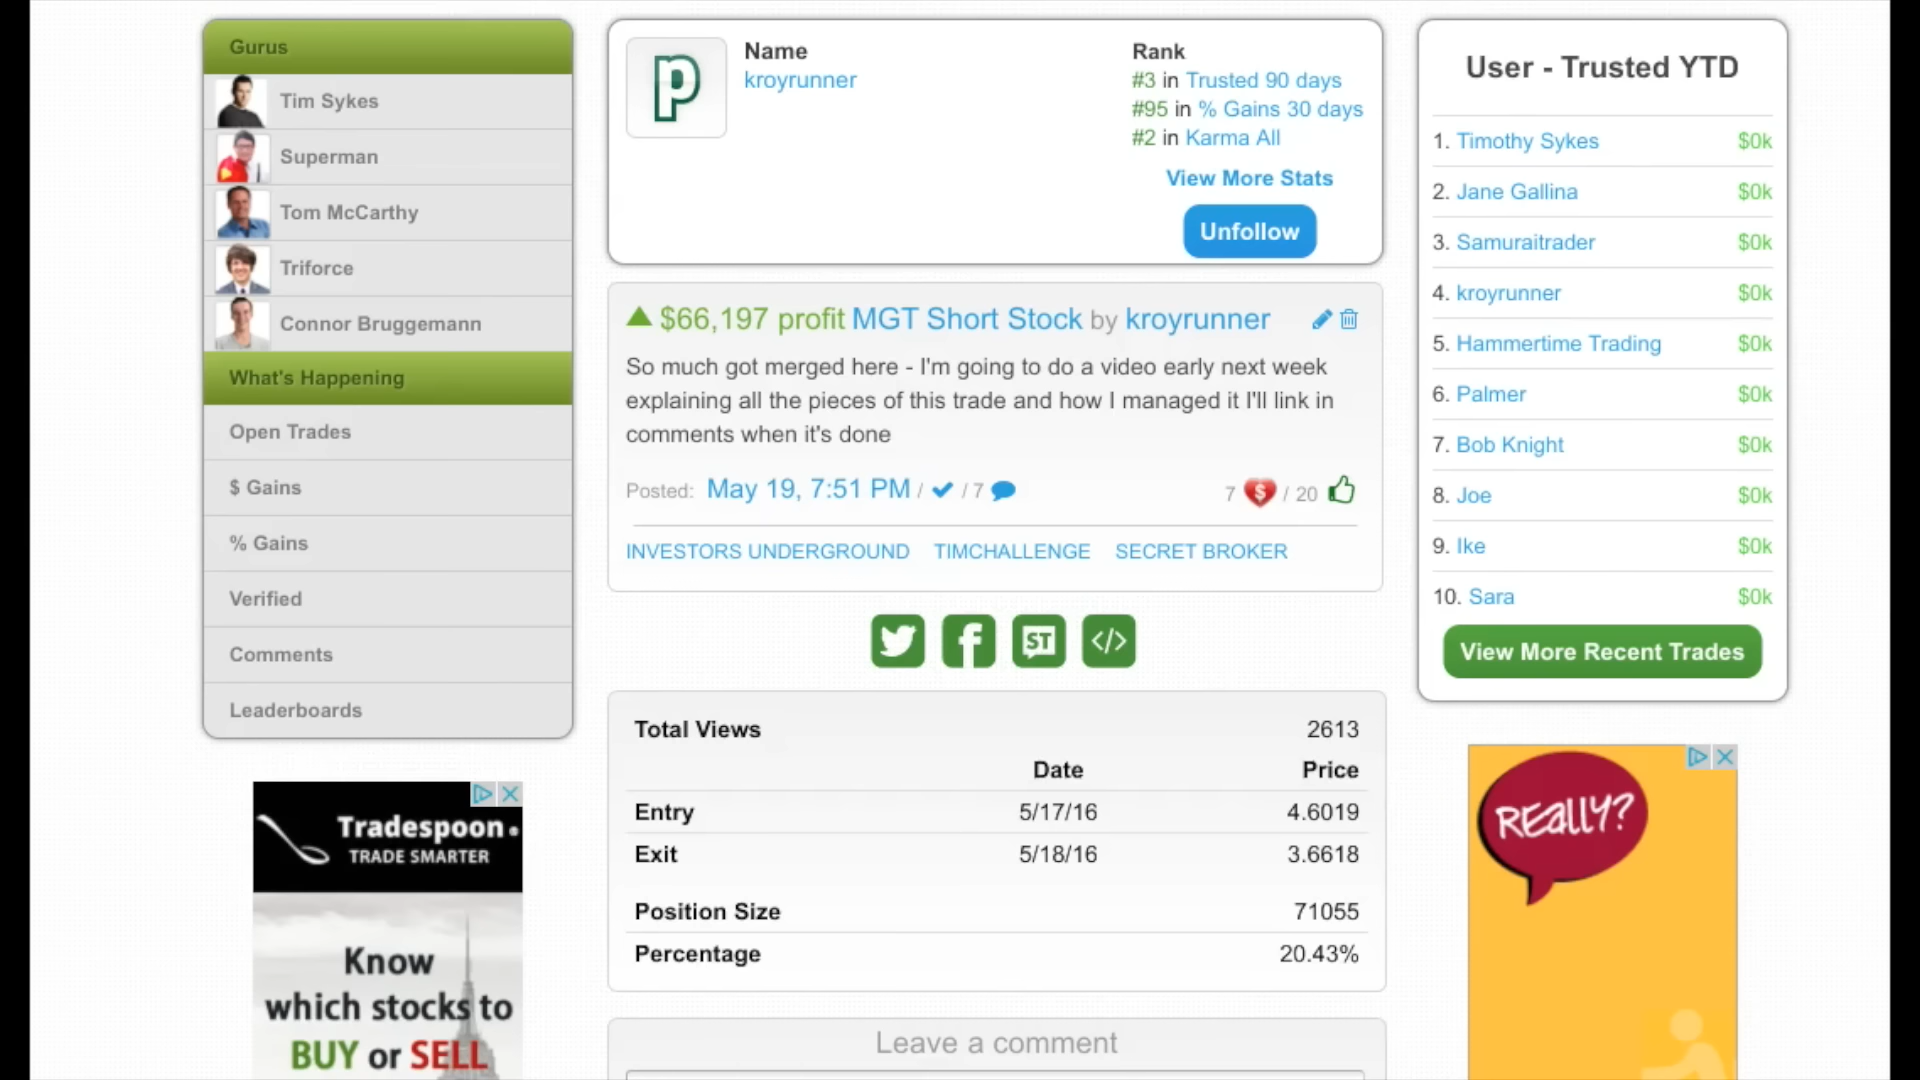 Gurus
Tim Sykes
Superman
Tom McCarthy
Triforce
Connor Bruggemann
What's Happening
Open Trades
$ Gains
% Gains
Verified
Comments
Leaderboards
Tradespoon
TRADE SMARTER
Know
which stocks to
BUY or SELL
p
Name
kroyrunner
Rank
#3 in Trusted 90 days
#95 in % Gains 30 days
#2 in Karma All
View More Stats
Unfollow
$66,197 profit MGT Short Stock by kroyrunner
So much got merged here - I'm going to do a video early next week
explaining all the pieces of this trade and how I managed it I'll link in
comments when it's done
Posted: May 19, 7:51 PM / / 7
7 $ / 20
INVESTORS UNDERGROUND TIMCHALLENGE SECRET BROKER
ST </>
Total Views 2613
Date Price
Entry 5/17/16 4.6019
Exit 5/18/16 3.6618
Position Size 71055
Percentage 20.43%
Leave a comment
User - Trusted YTD
1. Timothy Sykes $0k
2. Jane Gallina $0k
3. Samuraitrader $0k
4. kroyrunner $0k
5. Hammertime Trading $0k
6. Palmer $0k
7. Bob Knight $0k
8. Joe $0k
9. Ike $0k
10. Sara $0k
View More Recent Trades
REALLY?